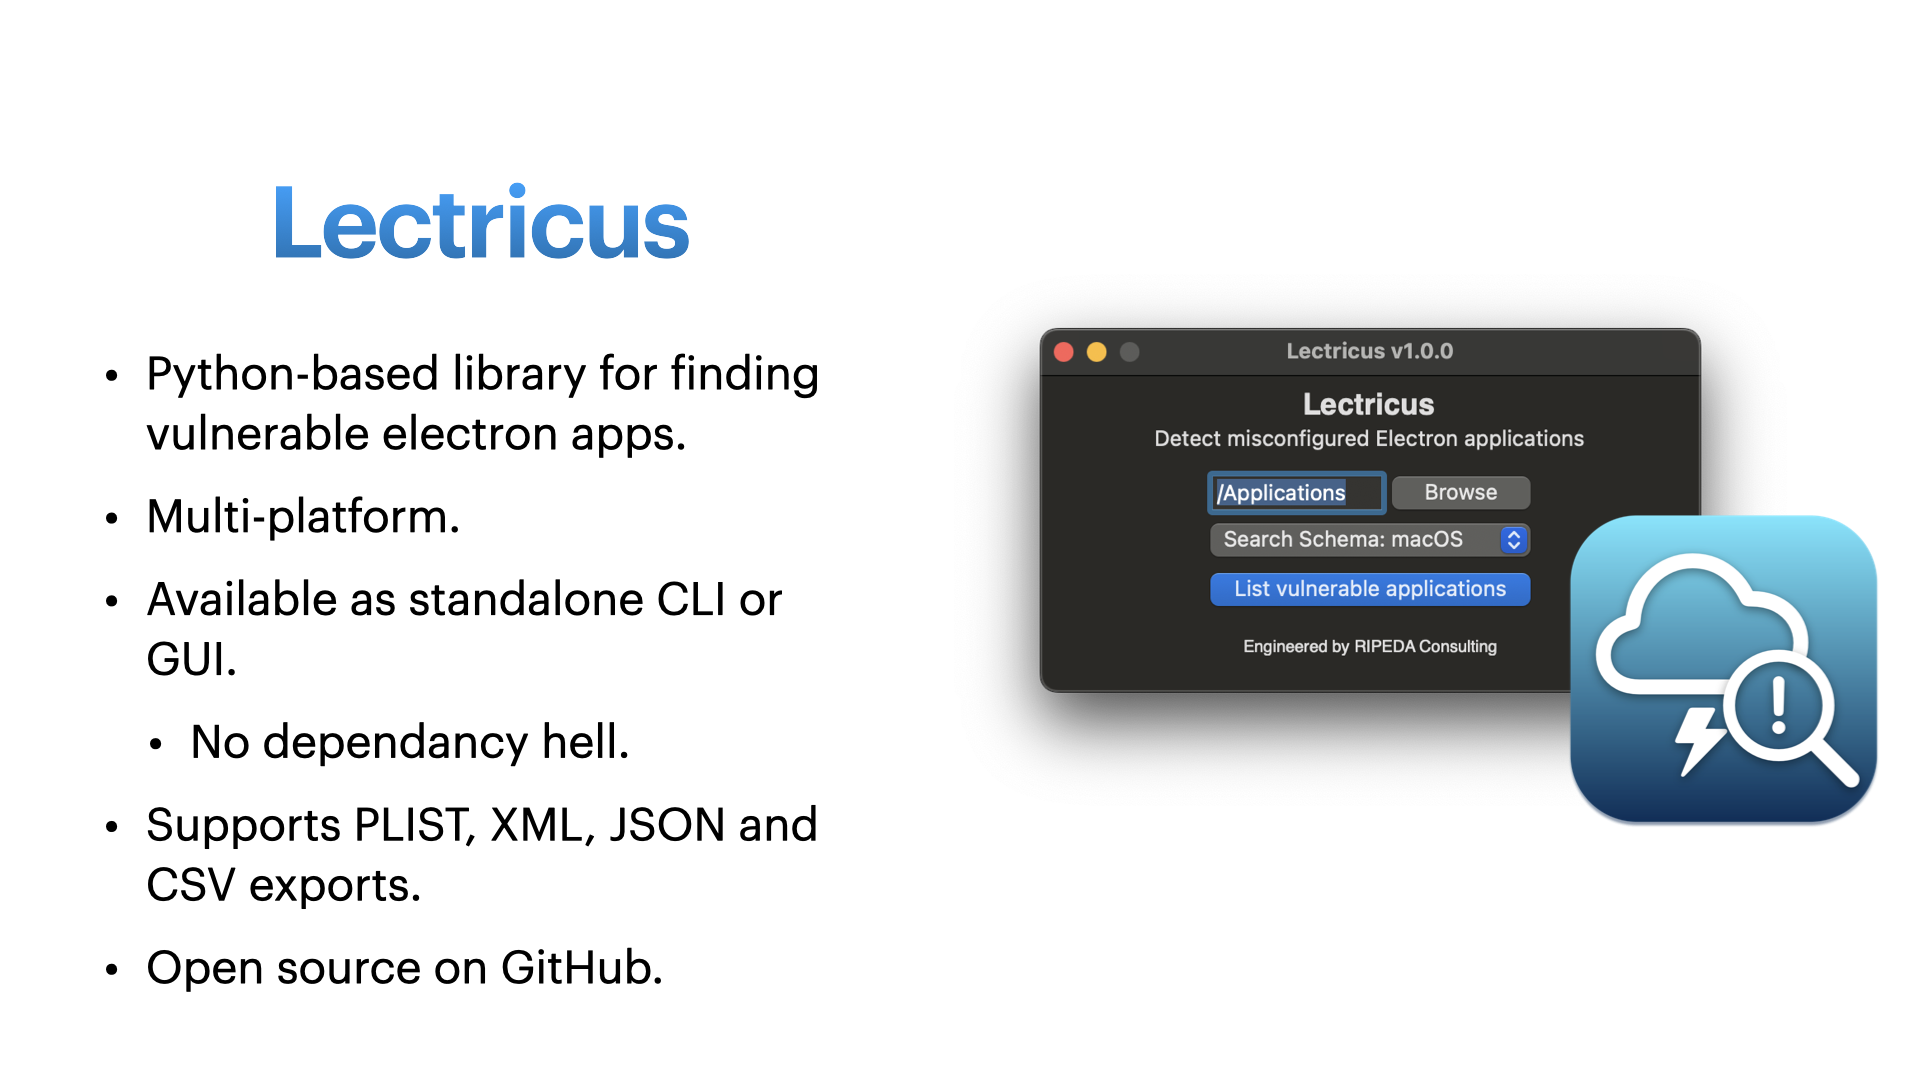 Lectricus
• Python-based library for finding
vulnerable electron apps.
• Multi-platform.
• Available as standalone CLI or
GUI.
• No dependancy hell.
• Supports PLIST, XML, JSON and
CSV exports.
• Open source on GitHub.
Lectricus v1.0.0
Lectricus
Detect misconfigured Electron applications
/Applications
Browse
Search Schema: macOS
List vulnerable applications
Engineered by RIPEDA Consulting